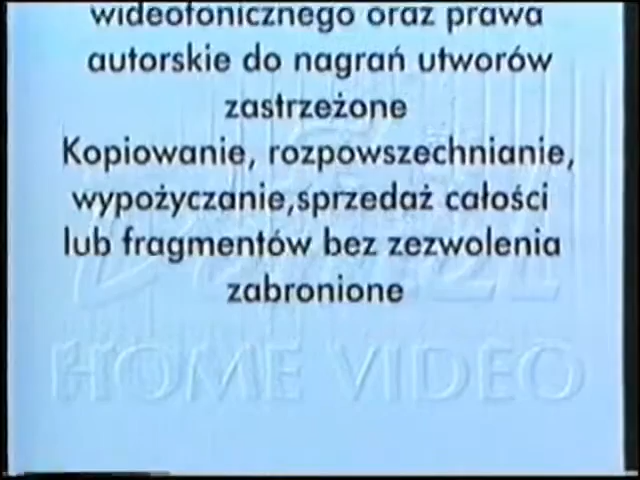 wideofonicznego oraz prawa
autorskie do nagrań utworów
zastrzeżone
Kopiowanie, rozpowszechnianie,
wypożyczanie,sprzedaż całości
lub fragmentów bez zezwolenia
zabronione
HOME VIDEO